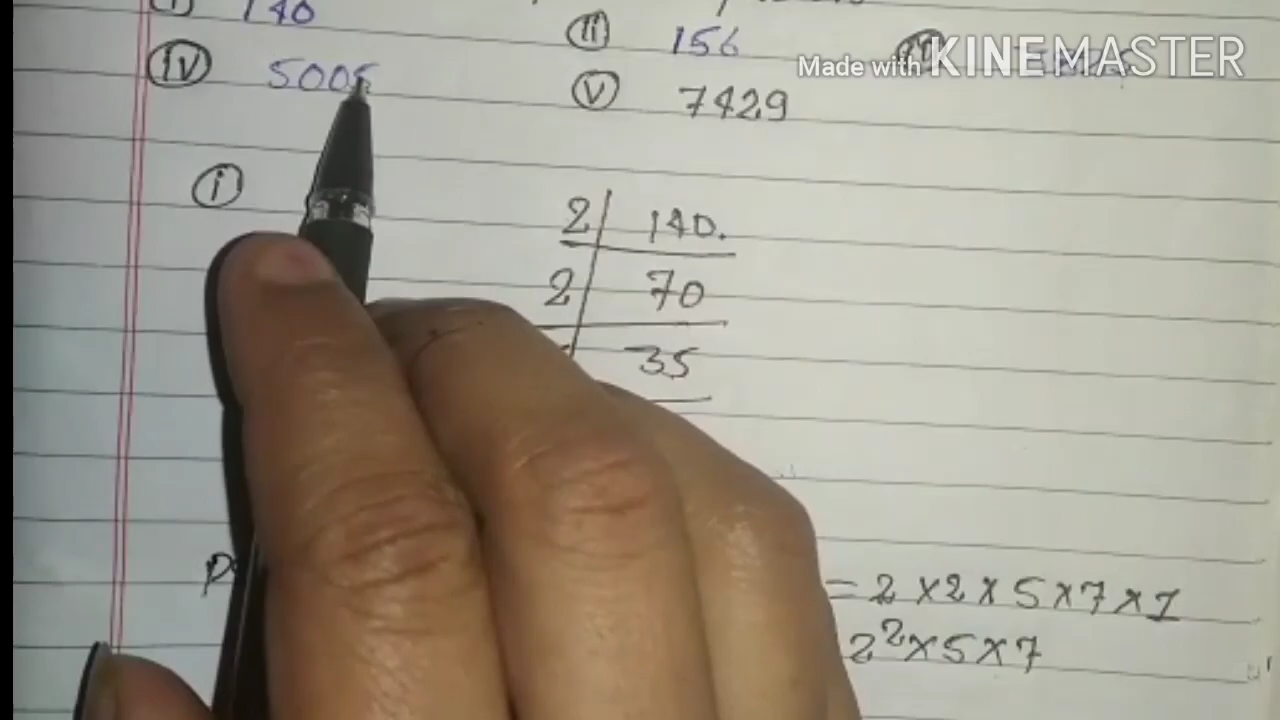 140
(ii) 156
Made with KINEMASTER
(iv) 5005
(v) 7429
(i)
2 140.
2 70
35
P
= 2 × 2 × 5 × 7 × 1
2² × 5 × 7